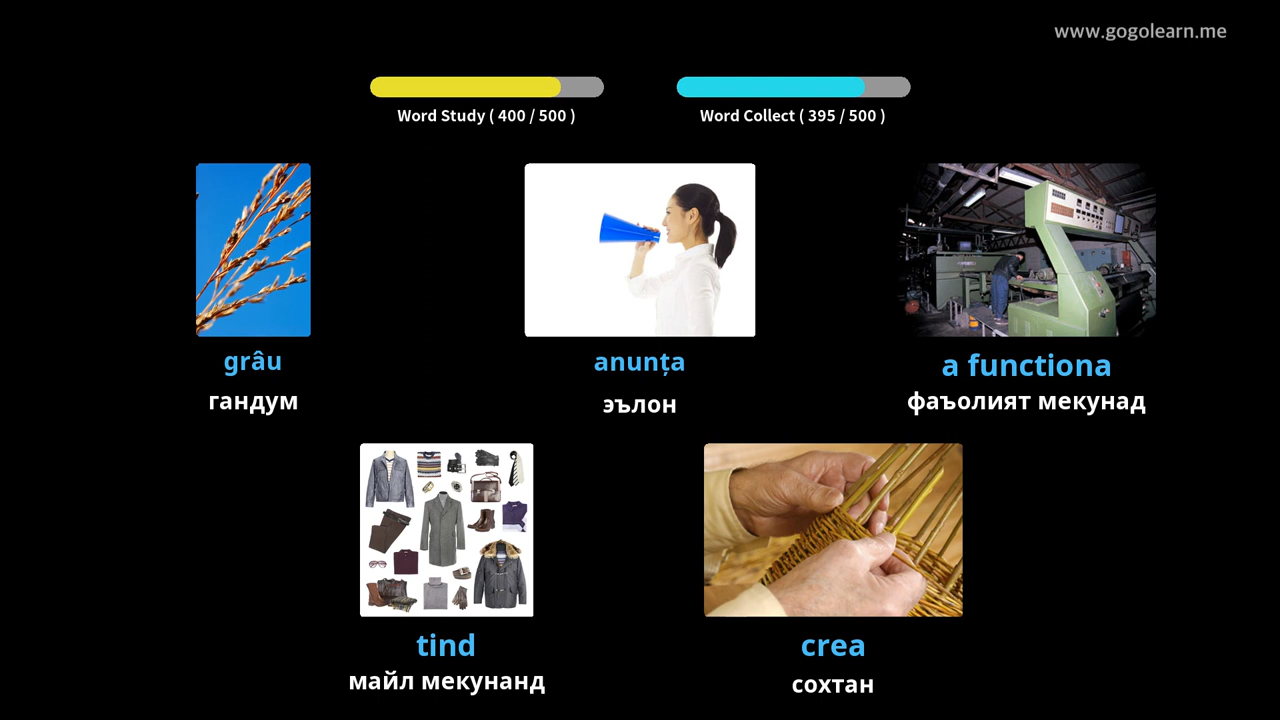 www.gogolearn.me
Word Study ( 400 / 500 )
Word Collect ( 395 / 500 )
grâu
гандум
anunța
эълон
a functiona
фаъолият мекунад
tind
майл мекунанд
crea
сохтан